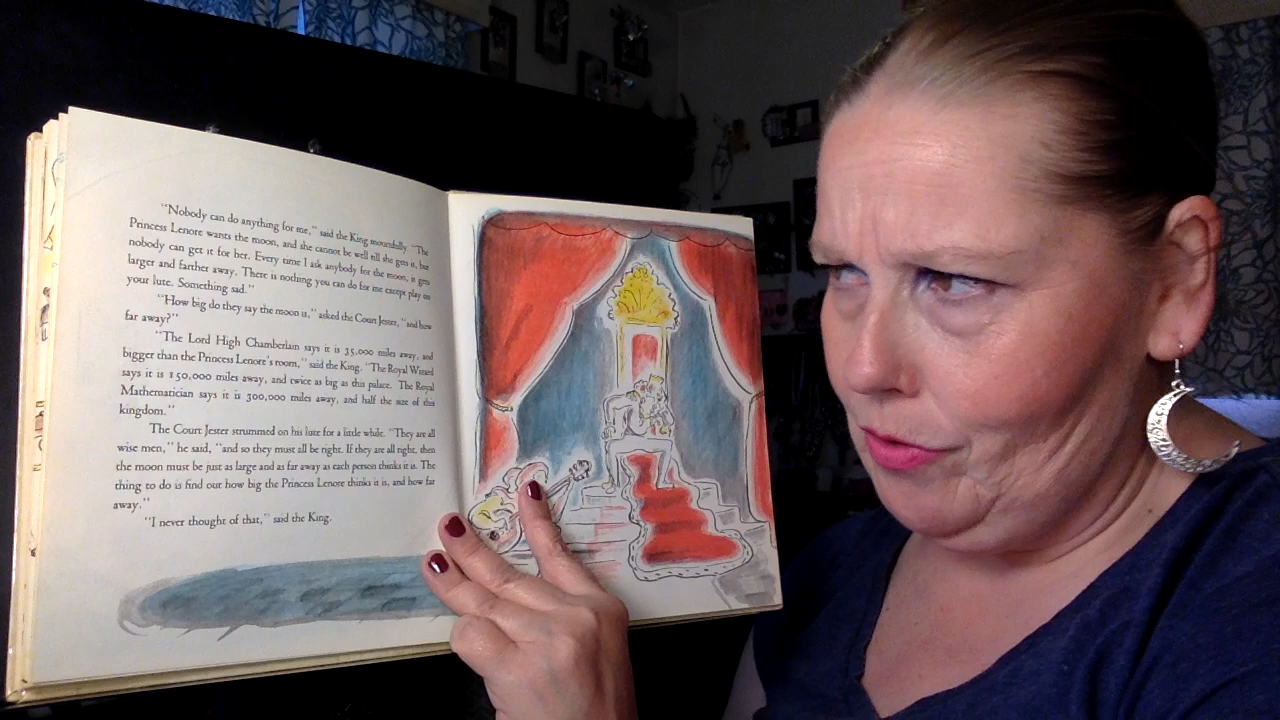 "Nobody can do anything for me," said the King mournfully. "The
Princess Lenore wants the moon, and she cannot be well till she gets it, but
nobody can get it for her. Every time I ask anybody for the moon, it gets
larger and farther away. There is nothing you can do for me except play on
your lute. Something sad."
"How big do they say the moon is," asked the Court Jester, "and how
far away?"
"The Lord High Chamberlain says it is 35,000 miles away, and
bigger than the Princess Lenore's room," said the King. "The Royal Wizard
says it is 150,000 miles away, and twice as big as this palace. The Royal
Mathematician says it is 300,000 miles away, and half the size of this
kingdom."
The Court Jester strummed on his lute for a little while. "They are all
wise men," he said, "and so they must all be right. If they are all right, then
the moon must be just as large and as far away as each person thinks it is. The
thing to do is find out how big the Princess Lenore thinks it is, and how far
away."
"I never thought of that," said the King.